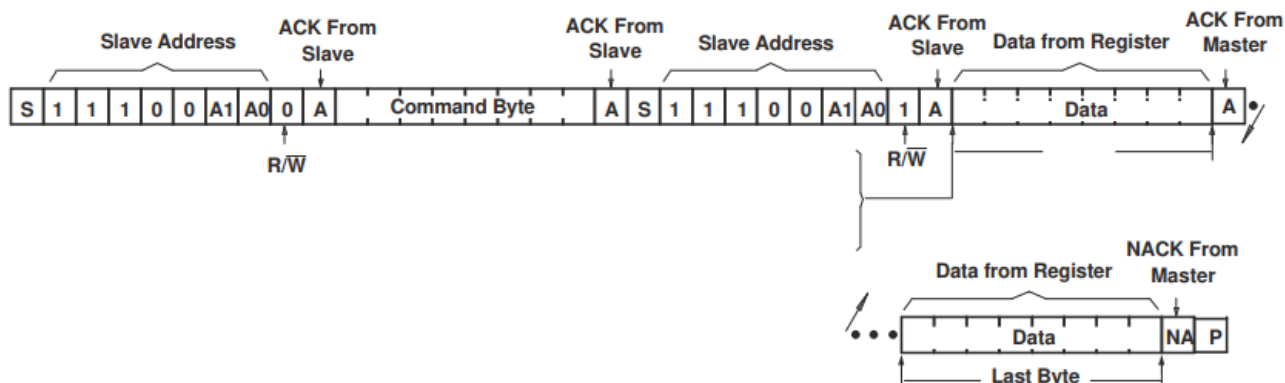 Slave Address
ACK From
Slave
ACK From
Slave
Slave Address
ACK From
Slave
Data from Register
ACK From
Master
S 1 1 1 0 0 A1 A0 0 A Command Byte A S 1 1 1 0 0 A1 A0 1 A Data A
R/W̅
R/W̅
Data from Register
NACK From
Master
Data NA P
Last Byte